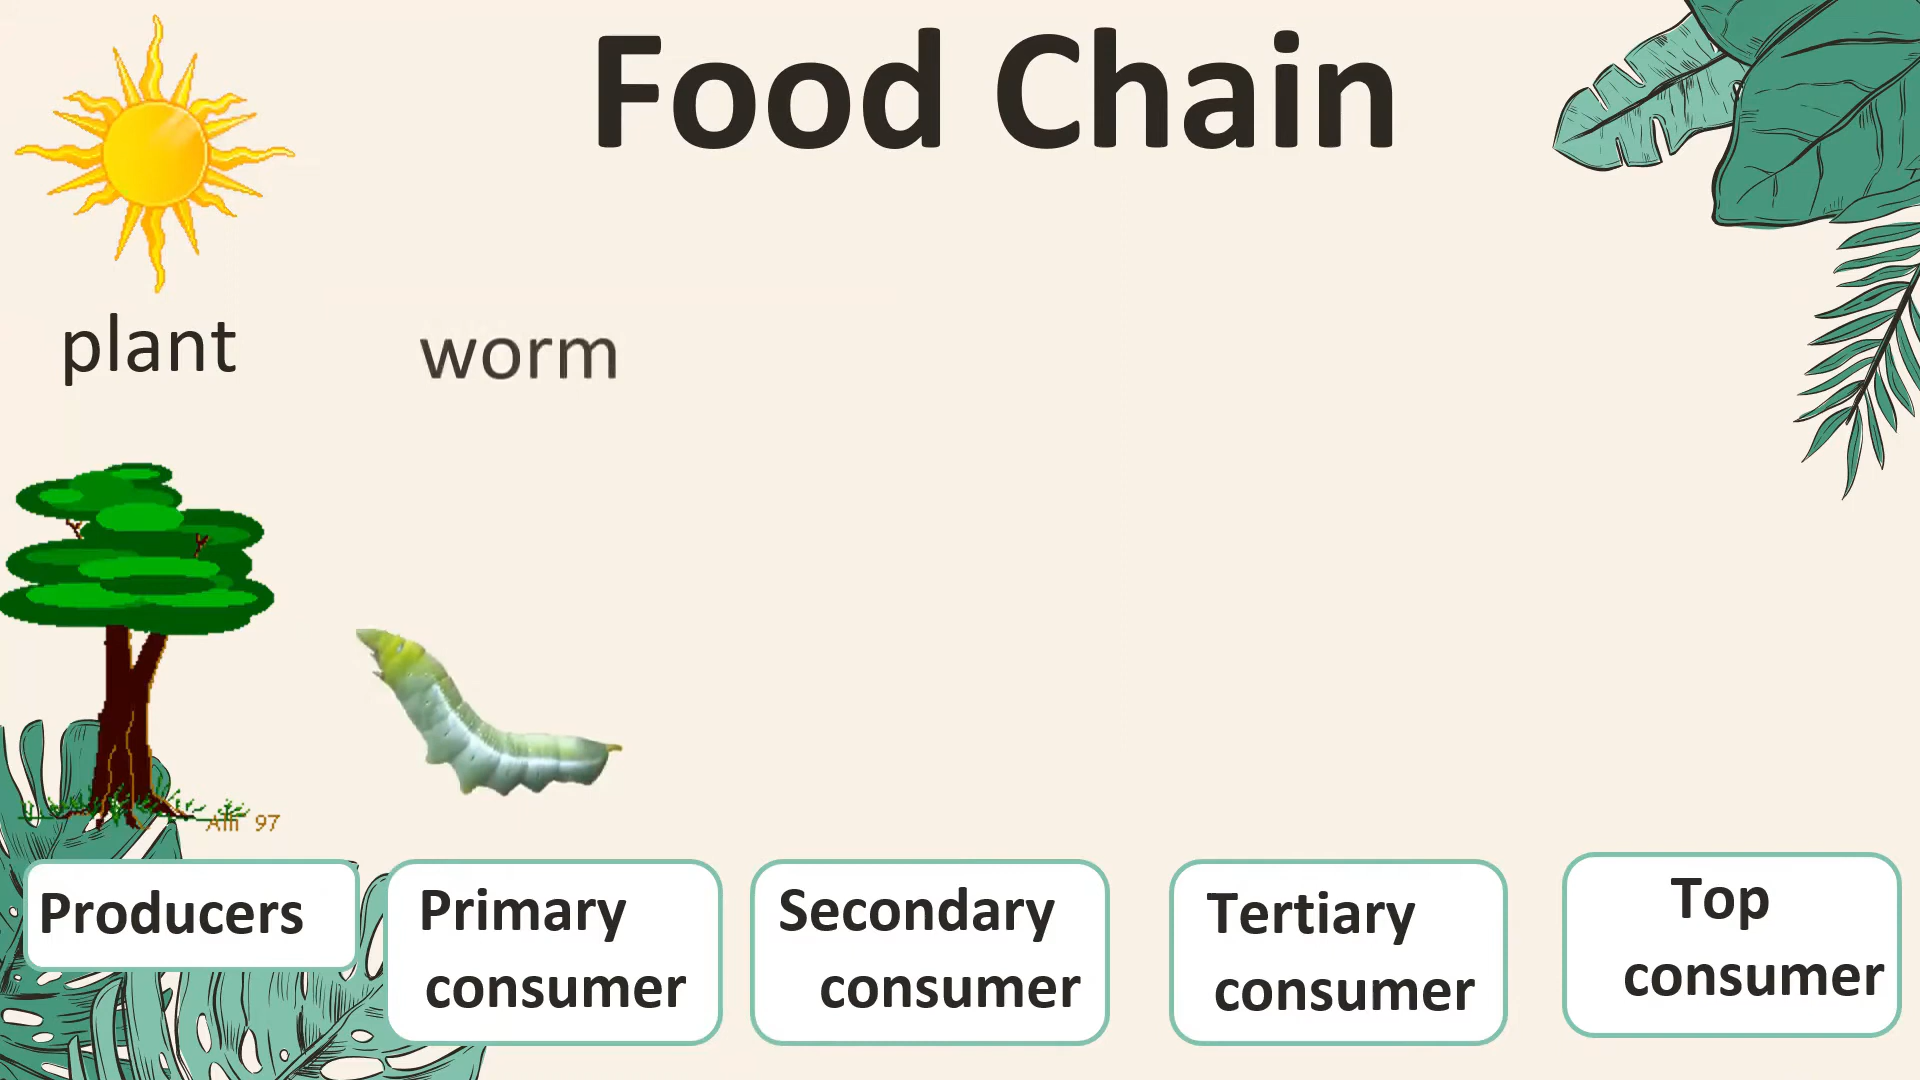 Food Chain
plant
worm
Producers
Primary
consumer
Secondary
consumer
Tertiary
consumer
Top
consumer